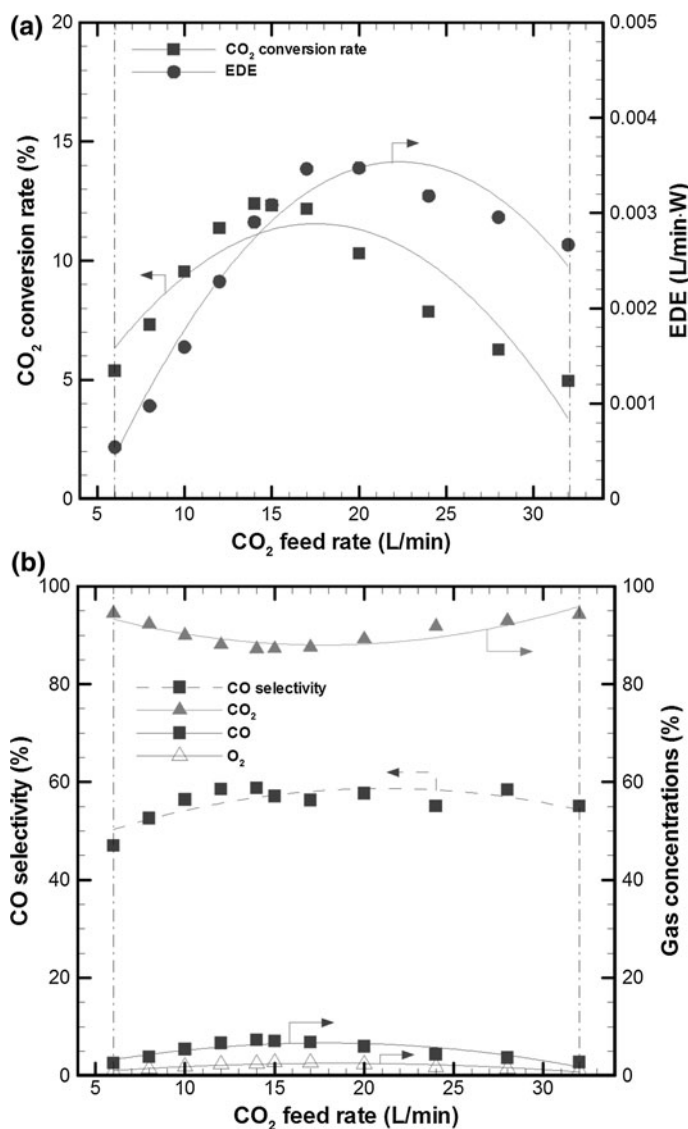 (a)
20
15
10
5
0
CO₂ conversion rate (%)
CO₂ conversion rate
EDE
0.005
0.004
0.003
0.002
0.001
0
EDE (L/min·W)
5 10 15 20 25 30
CO₂ feed rate (L/min)
(b)
100
80
60
40
20
0
CO selectivity (%)
CO selectivity
CO₂
CO
O₂
100
80
60
40
20
0
Gas concentrations (%)
5 10 15 20 25 30
CO₂ feed rate (L/min)